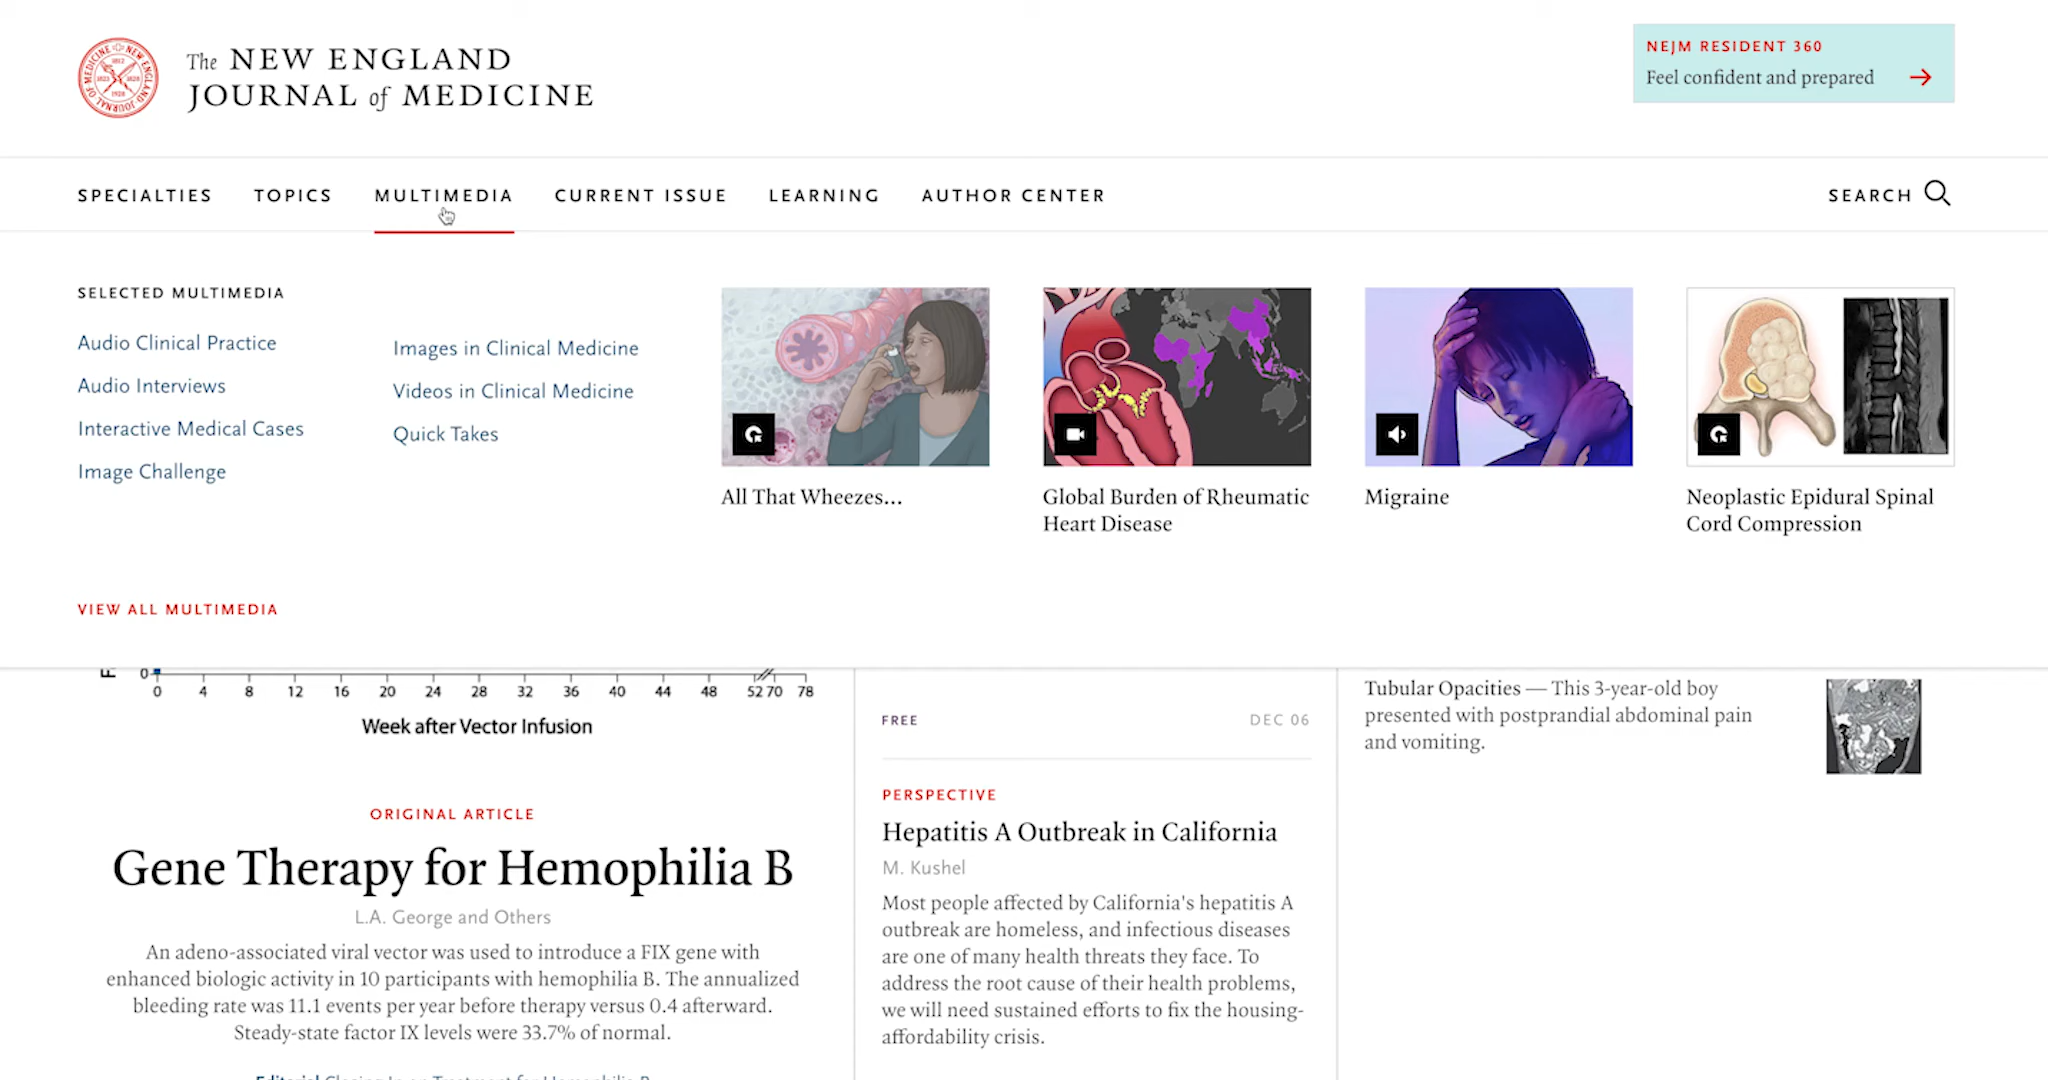 The NEW ENGLAND
JOURNAL of MEDICINE
NEJM RESIDENT 360
Feel confident and prepared
SPECIALTIES
TOPICS
MULTIMEDIA
CURRENT ISSUE
LEARNING
AUTHOR CENTER
SEARCH
SELECTED MULTIMEDIA
Audio Clinical Practice
Audio Interviews
Interactive Medical Cases
Image Challenge
Images in Clinical Medicine
Videos in Clinical Medicine
Quick Takes
All That Wheezes...
Global Burden of Rheumatic
Heart Disease
Migraine
Neoplastic Epidural Spinal
Cord Compression
VIEW ALL MULTIMEDIA
0
0 4 8 12 16 20 24 28 32 36 40 44 48 52 70 78
Week after Vector Infusion
ORIGINAL ARTICLE
Gene Therapy for Hemophilia B
L.A. George and Others
An adeno-associated viral vector was used to introduce a FIX gene with
enhanced biologic activity in 10 participants with hemophilia B. The annualized
bleeding rate was 11.1 events per year before therapy versus 0.4 afterward.
Steady-state factor IX levels were 33.7% of normal.
FREE
DEC 06
PERSPECTIVE
Hepatitis A Outbreak in California
M. Kushel
Most people affected by California's hepatitis A
outbreak are homeless, and infectious diseases
are one of many health threats they face. To
address the root cause of their health problems,
we will need sustained efforts to fix the housing-
affordability crisis.
Tubular Opacities — This 3-year-old boy
presented with postprandial abdominal pain
and vomiting.